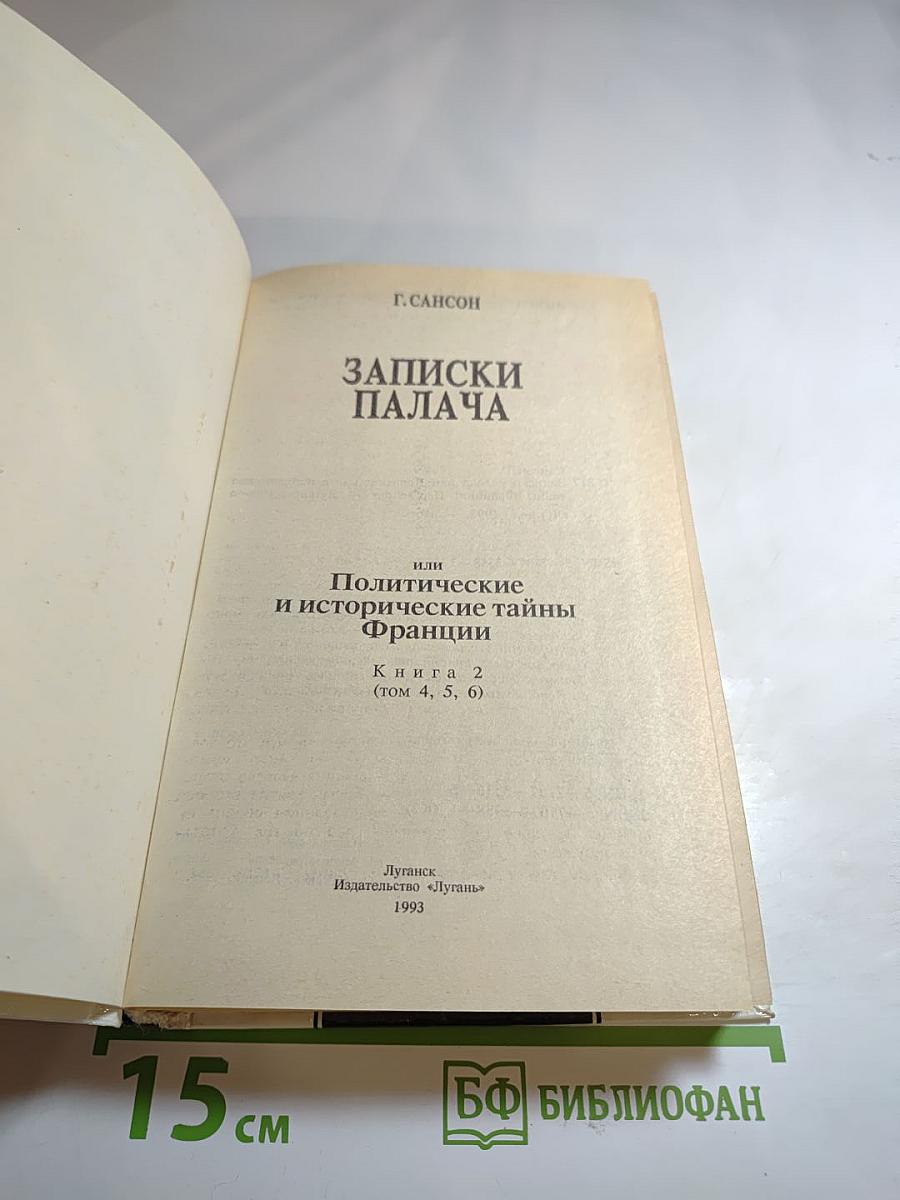 Г. САНСОН
ЗАПИСКИ
ПАЛАЧА
или
Политические
и исторические тайны
Франции
Книга 2
(том 4, 5, 6)
Луганск
Издательство «Лугань»
1993
15 см
БФ БИБЛИОФАН